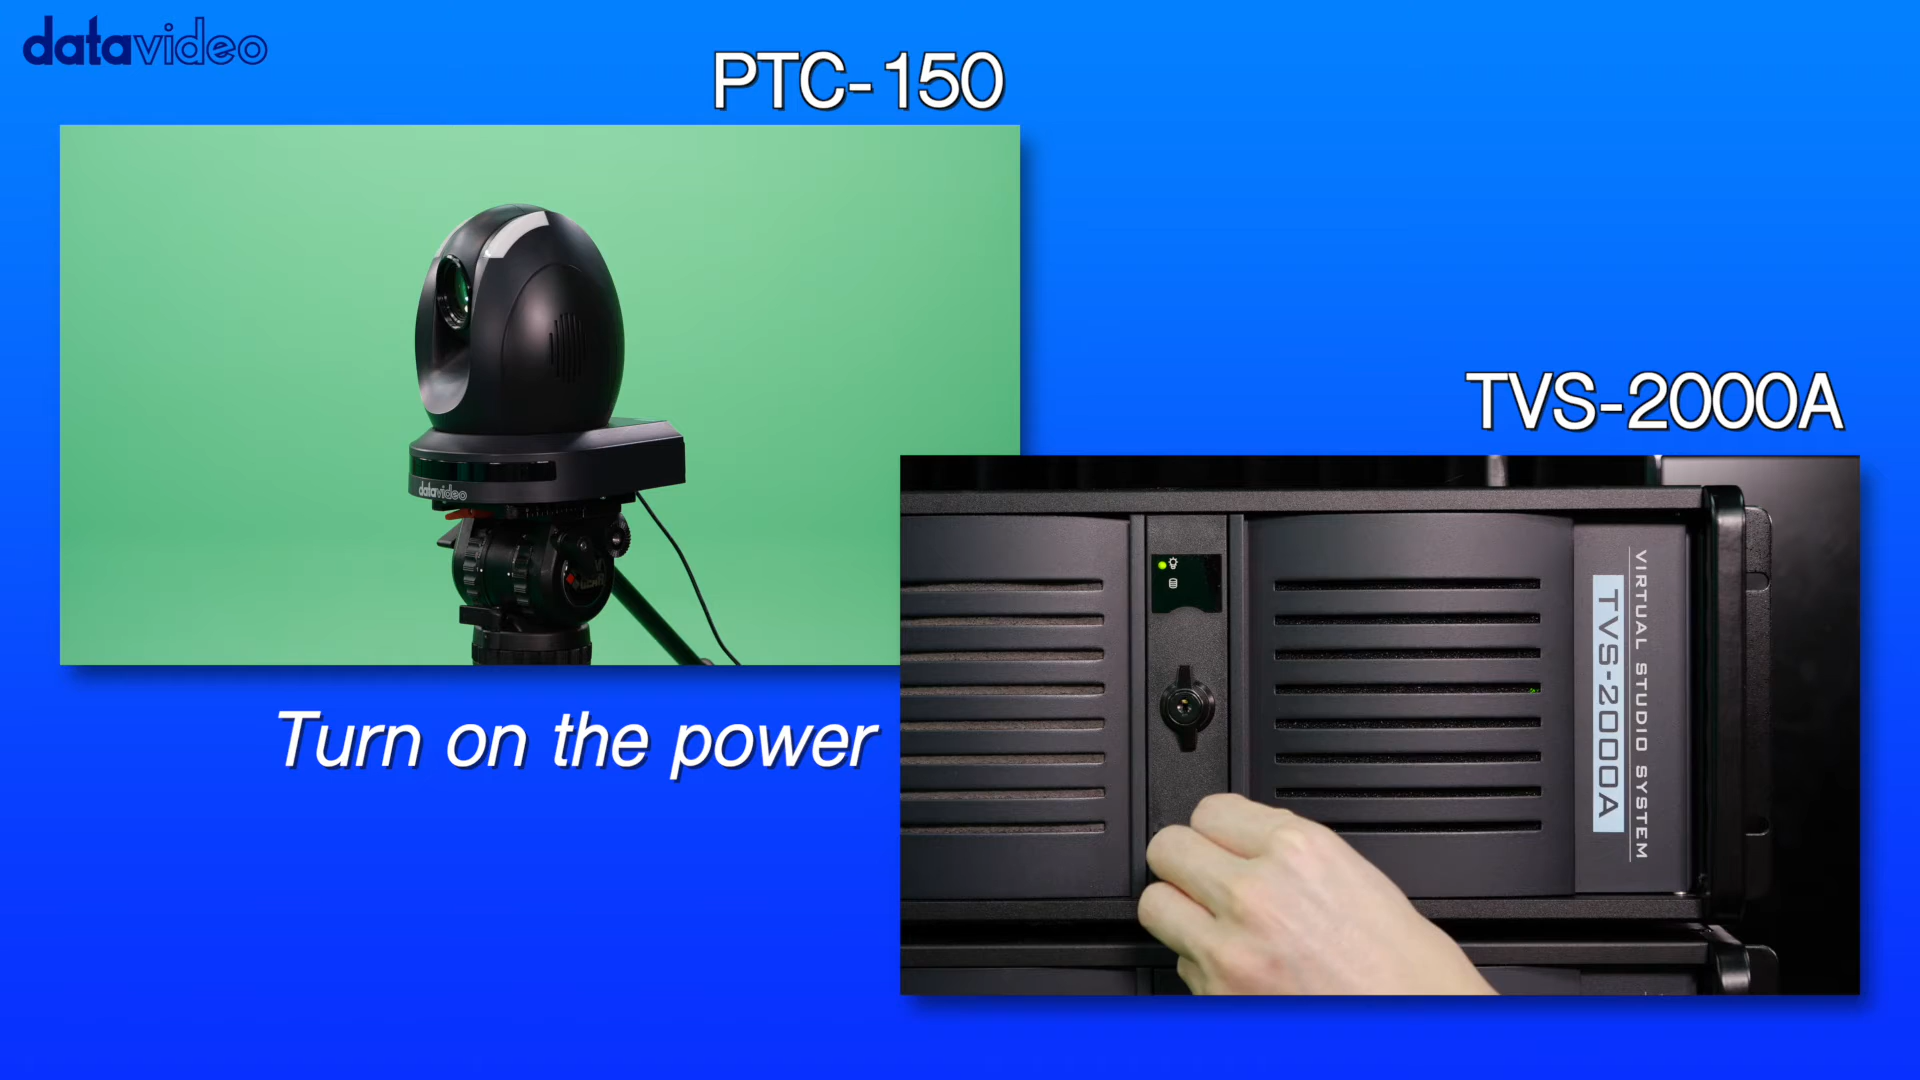 datavideo
PTC-150
datavideo
TVS-2000A
VIRTUAL STUDIO SYSTEM
TVS-2000A
Turn on the power